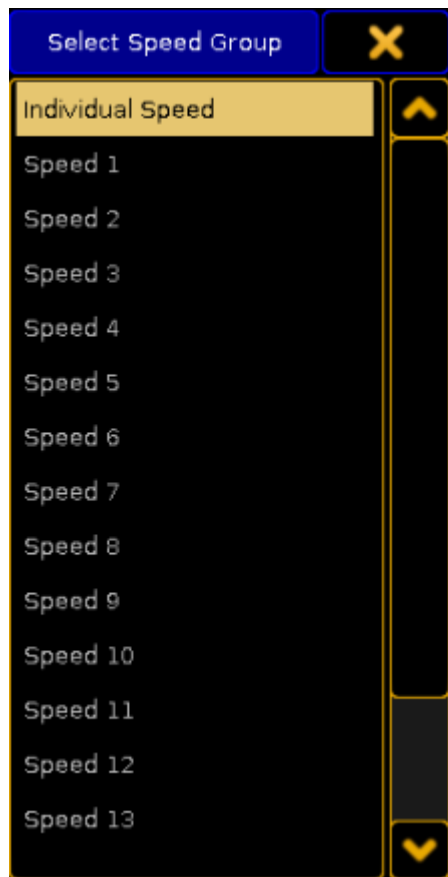 Select Speed Group
Individual Speed
Speed 1
Speed 2
Speed 3
Speed 4
Speed 5
Speed 6
Speed 7
Speed 8
Speed 9
Speed 10
Speed 11
Speed 12
Speed 13